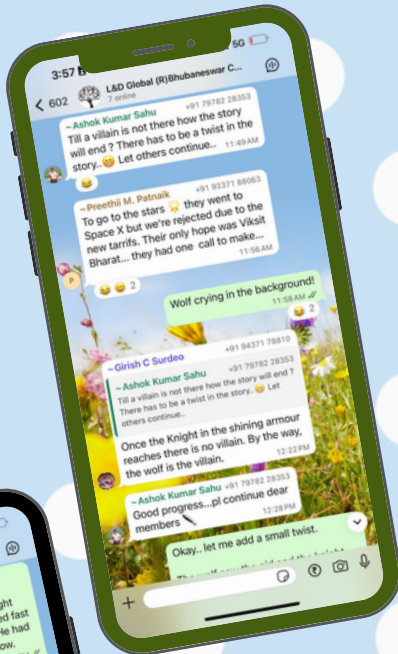 3:57
5G
602
L&D Global (R)Bhubaneswar C...
7 online
~Ashok Kumar Sahu +91 79782 28353
Till a villain is not there how the story
will end ? There has to be a twist in the
story..😄 Let others continue.. 11:49 AM
😂
~Preethii M. Patnaik +91 93371 88063
To go to the stars 🌟 they went to
Space X but we're rejected due to the
new tarrifs. Their only hope was Viksit
Bharat... they had one call to make...
11:56 AM
P
😂 😄 2
Wolf crying in the background!
11:58 AM
😂 2
~Girish C Surdeo +91 94371 78810
~Ashok Kumar Sahu +91 79782 28353
Till a villain is not there how the story will end ?
There has to be a twist in the story..😄 Let
others continue..
Once the Knight in the shining armour
reaches there is no villain. By the way,
the wolf is the villain. 12:22 PM
~Ashok Kumar Sahu +91 79782 28353
Good progress...pl continue dear
members 12:28 PM
Okay.. let me add a small twist.
ght
ed fast
He had
ow.